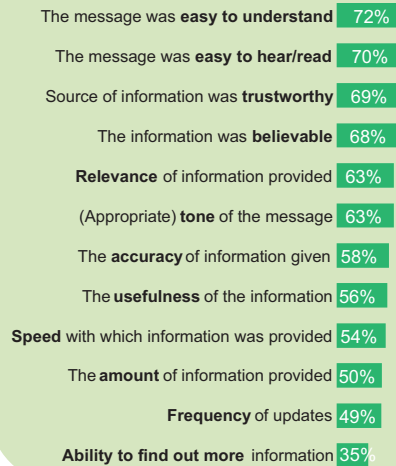 The message was easy to understand 72%
The message was easy to hear/read 70%
Source of information was trustworthy 69%
The information was believable 68%
Relevance of information provided 63%
(Appropriate) tone of the message 63%
The accuracy of information given 58%
The usefulness of the information 56%
Speed with which information was provided 54%
The amount of information provided 50%
Frequency of updates 49%
Ability to find out more information 35%